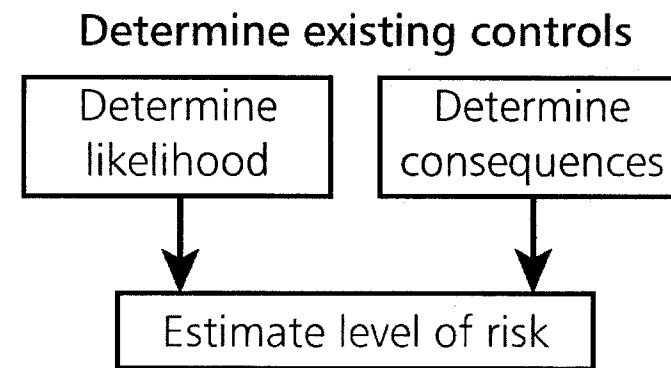 Determine existing controls
Determine
likelihood
Determine
consequences
Estimate level of risk